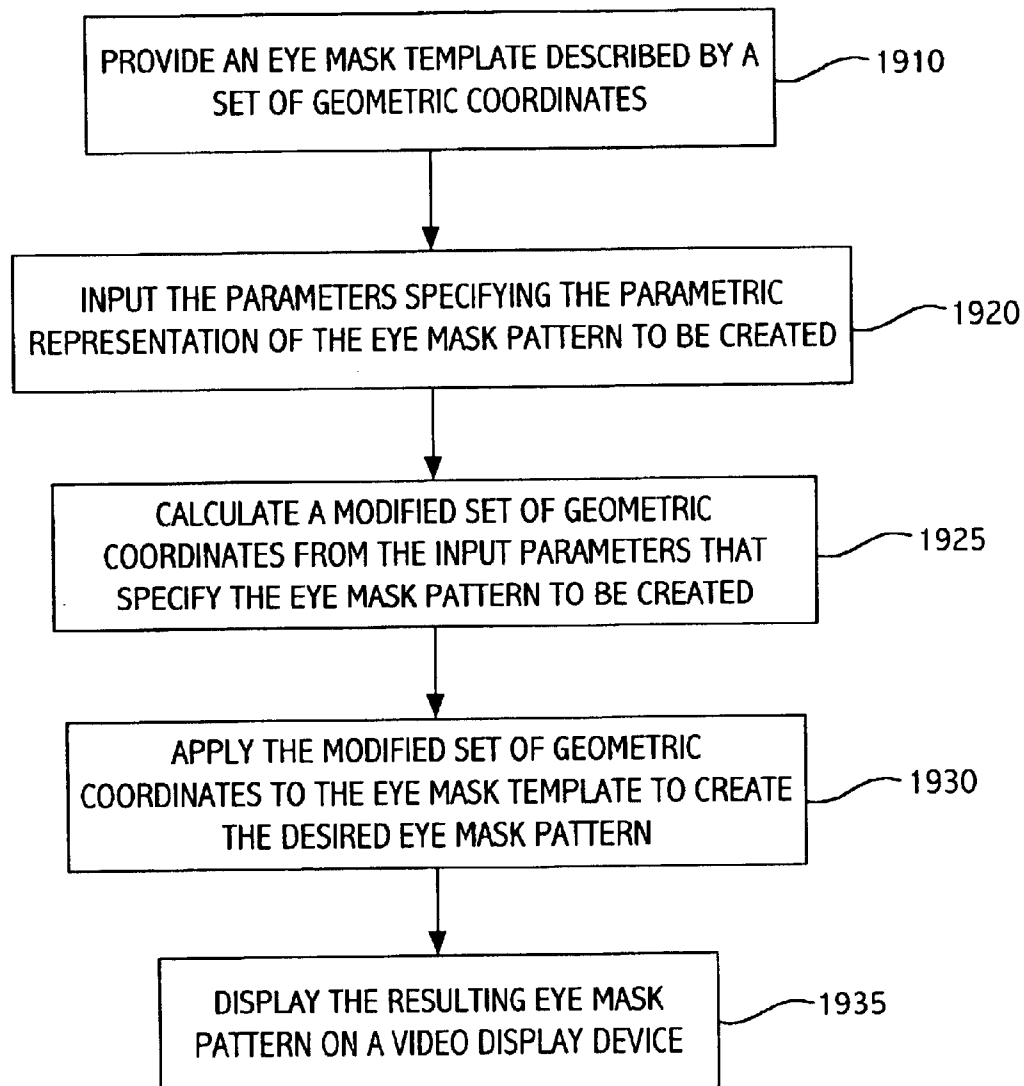 PROVIDE AN EYE MASK TEMPLATE DESCRIBED BY A
SET OF GEOMETRIC COORDINATES
1910
INPUT THE PARAMETERS SPECIFYING THE PARAMETRIC
REPRESENTATION OF THE EYE MASK PATTERN TO BE CREATED
1920
CALCULATE A MODIFIED SET OF GEOMETRIC
COORDINATES FROM THE INPUT PARAMETERS THAT
SPECIFY THE EYE MASK PATTERN TO BE CREATED
1925
APPLY THE MODIFIED SET OF GEOMETRIC
COORDINATES TO THE EYE MASK TEMPLATE TO CREATE
THE DESIRED EYE MASK PATTERN
1930
DISPLAY THE RESULTING EYE MASK
PATTERN ON A VIDEO DISPLAY DEVICE
1935